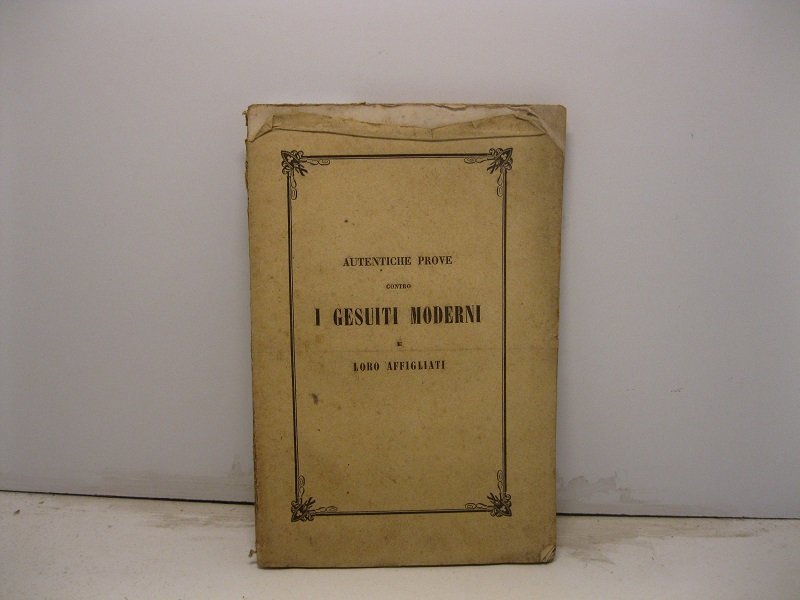 AUTENTICHE PROVE
CONTRO
I GESUITI MODERNI
E
LORO AFFIGLIATI